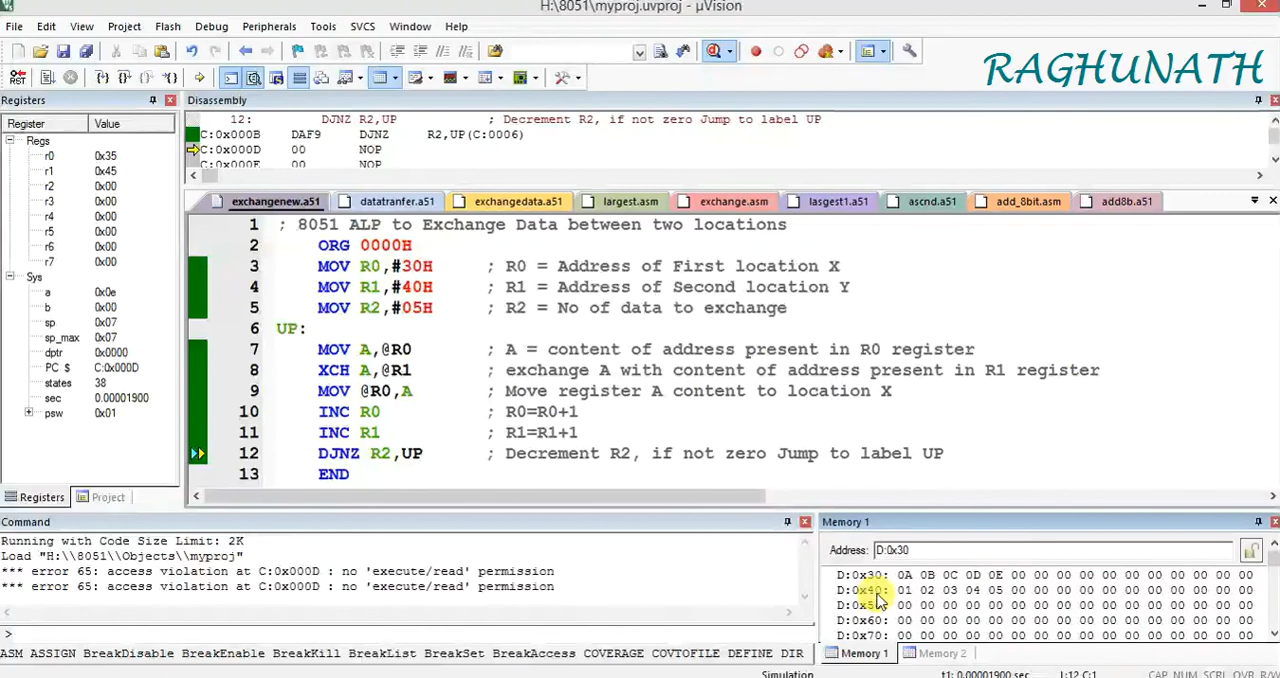 H:\8051\myproj.uvproj - µVision
File Edit View Project Flash Debug Peripherals Tools SVCS Window Help
RAGHUNATH
RST
Registers
Register Value
Regs
r0 0x35
r1 0x45
r2 0x00
r3 0x00
r4 0x00
r5 0x00
r6 0x00
r7 0x00
Sys
a 0x0e
b 0x00
sp 0x07
sp_max 0x07
dptr 0x0000
PC $ C:0x000D
states 38
sec 0.00001900
psw 0x01
Registers Project
Disassembly
12: DJNZ R2,UP ; Decrement R2, if not zero Jump to label UP
C:0x000B DAF9 DJNZ R2,UP(C:0006)
C:0x000D 00 NOP
C:0x000E 00 NOP
exchangenew.a51 datatranfer.a51 exchangedata.a51 largest.asm exchange.asm lasgest1.a51 ascnd.a51 add_8bit.asm add8b.a51
1 ; 8051 ALP to Exchange Data between two locations
2 ORG 0000H
3 MOV R0,#30H ; R0 = Address of First location X
4 MOV R1,#40H ; R1 = Address of Second location Y
5 MOV R2,#05H ; R2 = No of data to exchange
6 UP:
7 MOV A,@R0 ; A = content of address present in R0 register
8 XCH A,@R1 ; exchange A with content of address present in R1 register
9 MOV @R0,A ; Move register A content to location X
10 INC R0 ; R0=R0+1
11 INC R1 ; R1=R1+1
12 DJNZ R2,UP ; Decrement R2, if not zero Jump to label UP
13 END
Command
Running with Code Size Limit: 2K
Load "H:\\8051\\Objects\\myproj"
*** error 65: access violation at C:0x000D : no 'execute/read' permission
*** error 65: access violation at C:0x000D : no 'execute/read' permission
>
ASM ASSIGN BreakDisable BreakEnable BreakKill BreakList BreakSet BreakAccess COVERAGE COVTOFILE DEFINE DIR
Memory 1
Address: D:0x30
D:0x30: 0A 0B 0C 0D 0E 00 00 00 00 00 00 00 00 00 00 00
D:0x40: 01 02 03 04 05 00 00 00 00 00 00 00 00 00 00 00
D:0x50: 00 00 00 00 00 00 00 00 00 00 00 00 00 00 00 00
D:0x60: 00 00 00 00 00 00 00 00 00 00 00 00 00 00 00 00
D:0x70: 00 00 00 00 00 00 00 00 00 00 00 00 00 00 00 00
Memory 1 Memory 2
Simulation t1: 0.00001900 sec L:12 C:1 CAP NUM SCRL OVR R/W